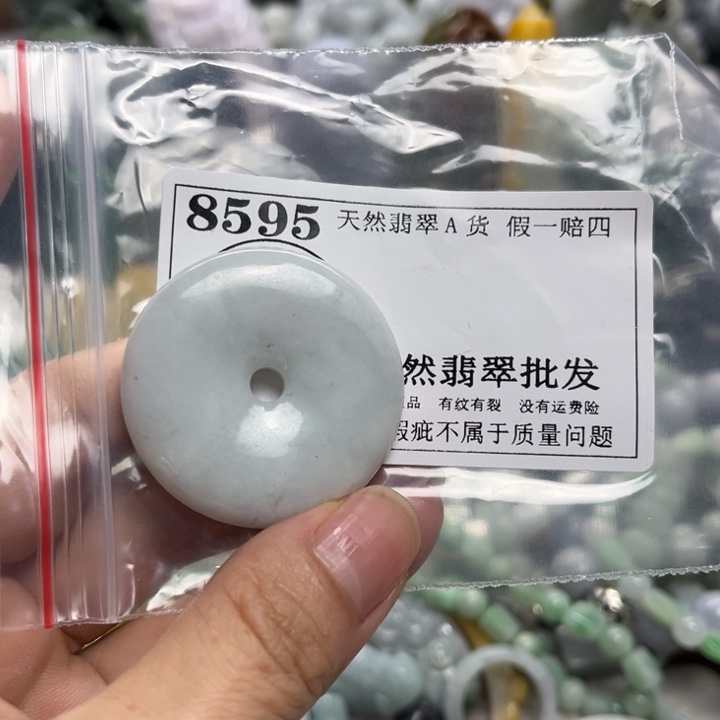 8595 天然翡翠A货 假一赔四
然翡翠批发
品 有纹有裂 没有运费险
瑕疵不属于质量问题